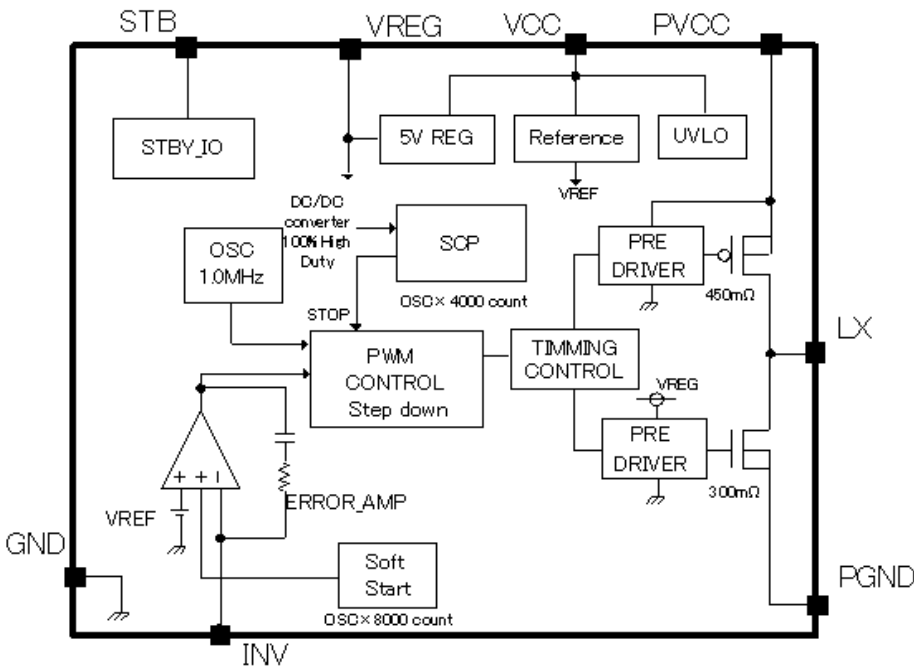 STB
VREG
VCC
PVCC
STBY_IO
5V REG
Reference
UVLO
VREF
DC/DC
converter
100% High
Duty
OSC
1.0MHz
SCP
OSC × 4000 count
STOP
PRE
DRIVER
450mΩ
LX
PWM
CONTROL
Step down
TIMMING
CONTROL
VREG
PRE
DRIVER
300mΩ
+ + −
ERROR_AMP
VREF
GND
Soft
Start
OSC × 8000 count
PGND
INV